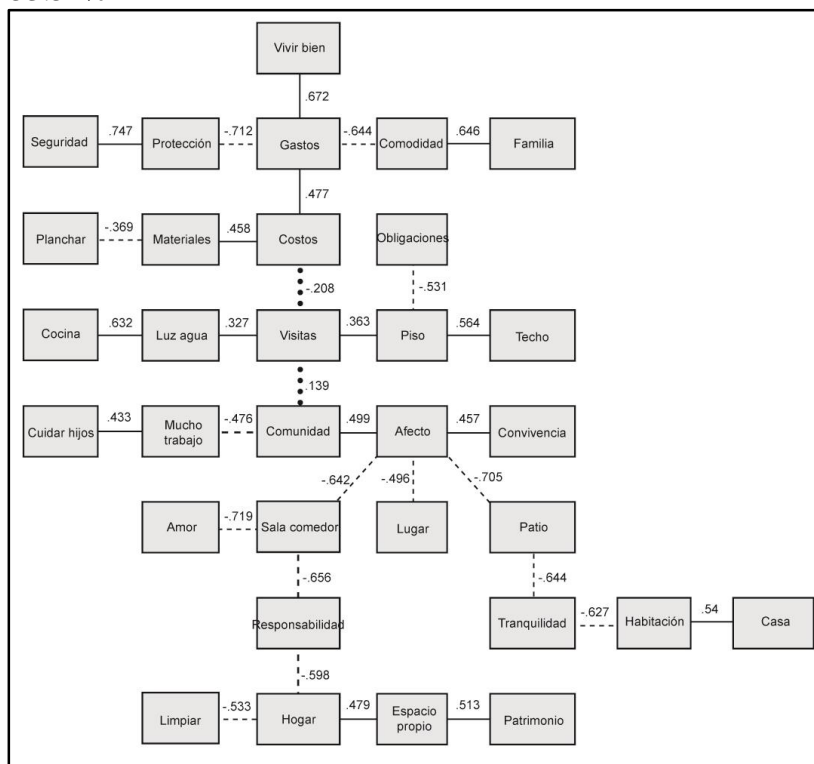 Vivir bien
.672
.747
-.712
-.644
.646
Seguridad
Protección
Gastos
Comodidad
Familia
.477
-.369
.458
Planchar
Materiales
Costos
Obligaciones
-.208
-.531
.632
.327
.363
.564
Cocina
Luz agua
Visitas
Piso
Techo
.139
.433
-.476
.499
.457
Cuidar hijos
Mucho
trabajo
Comunidad
Afecto
Convivencia
-.642
-.496
-.705
-.719
Amor
Sala comedor
Lugar
Patio
-.656
-.644
-.627
.54
Responsabilidad
Tranquilidad
Habitación
Casa
-.598
-.533
.479
.513
Limpiar
Hogar
Espacio
propio
Patrimonio